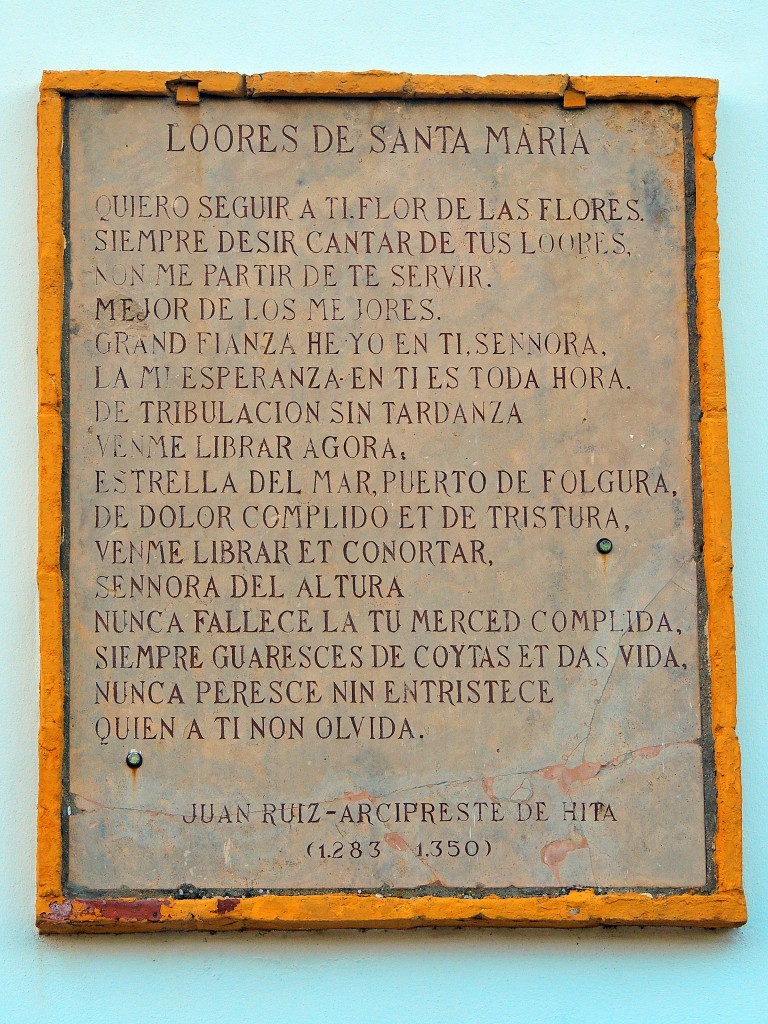 LOORES DE SANTA MARIA
QUIERO SEGUIR A TI.FLOR DE LAS FLORES.
SIEMPRE DESIR CANTAR DE TUS LOORES,
NON ME PARTIR DE TE SERVIR.
MEJOR DE LOS MEJORES.
GRAND FIANZA HE·YO EN TI,SENNORA,
LA MI·ESPERANZA·EN TI ES TODA HORA.
DE TRIBULACION SIN TARDANZA
VENME LIBRAR AGORA;
ESTRELLA DEL MAR,PUERTO DE FOLGURA,
DE DOLOR COMPLIDO ET DE TRISTURA,
VENME LIBRAR ET CONORTAR,
SENNORA DEL ALTURA
NUNCA FALLECE LA TU MERCED COMPLIDA,
SIEMPRE GUARESCES DE COYTAS ET DAS VIDA,
NUNCA PERESCE NIN ENTRISTECE
QUIEN A TI NON OLVIDA.
JUAN RUIZ-ARCIPRESTE DE HITA
(1.283 1.350)